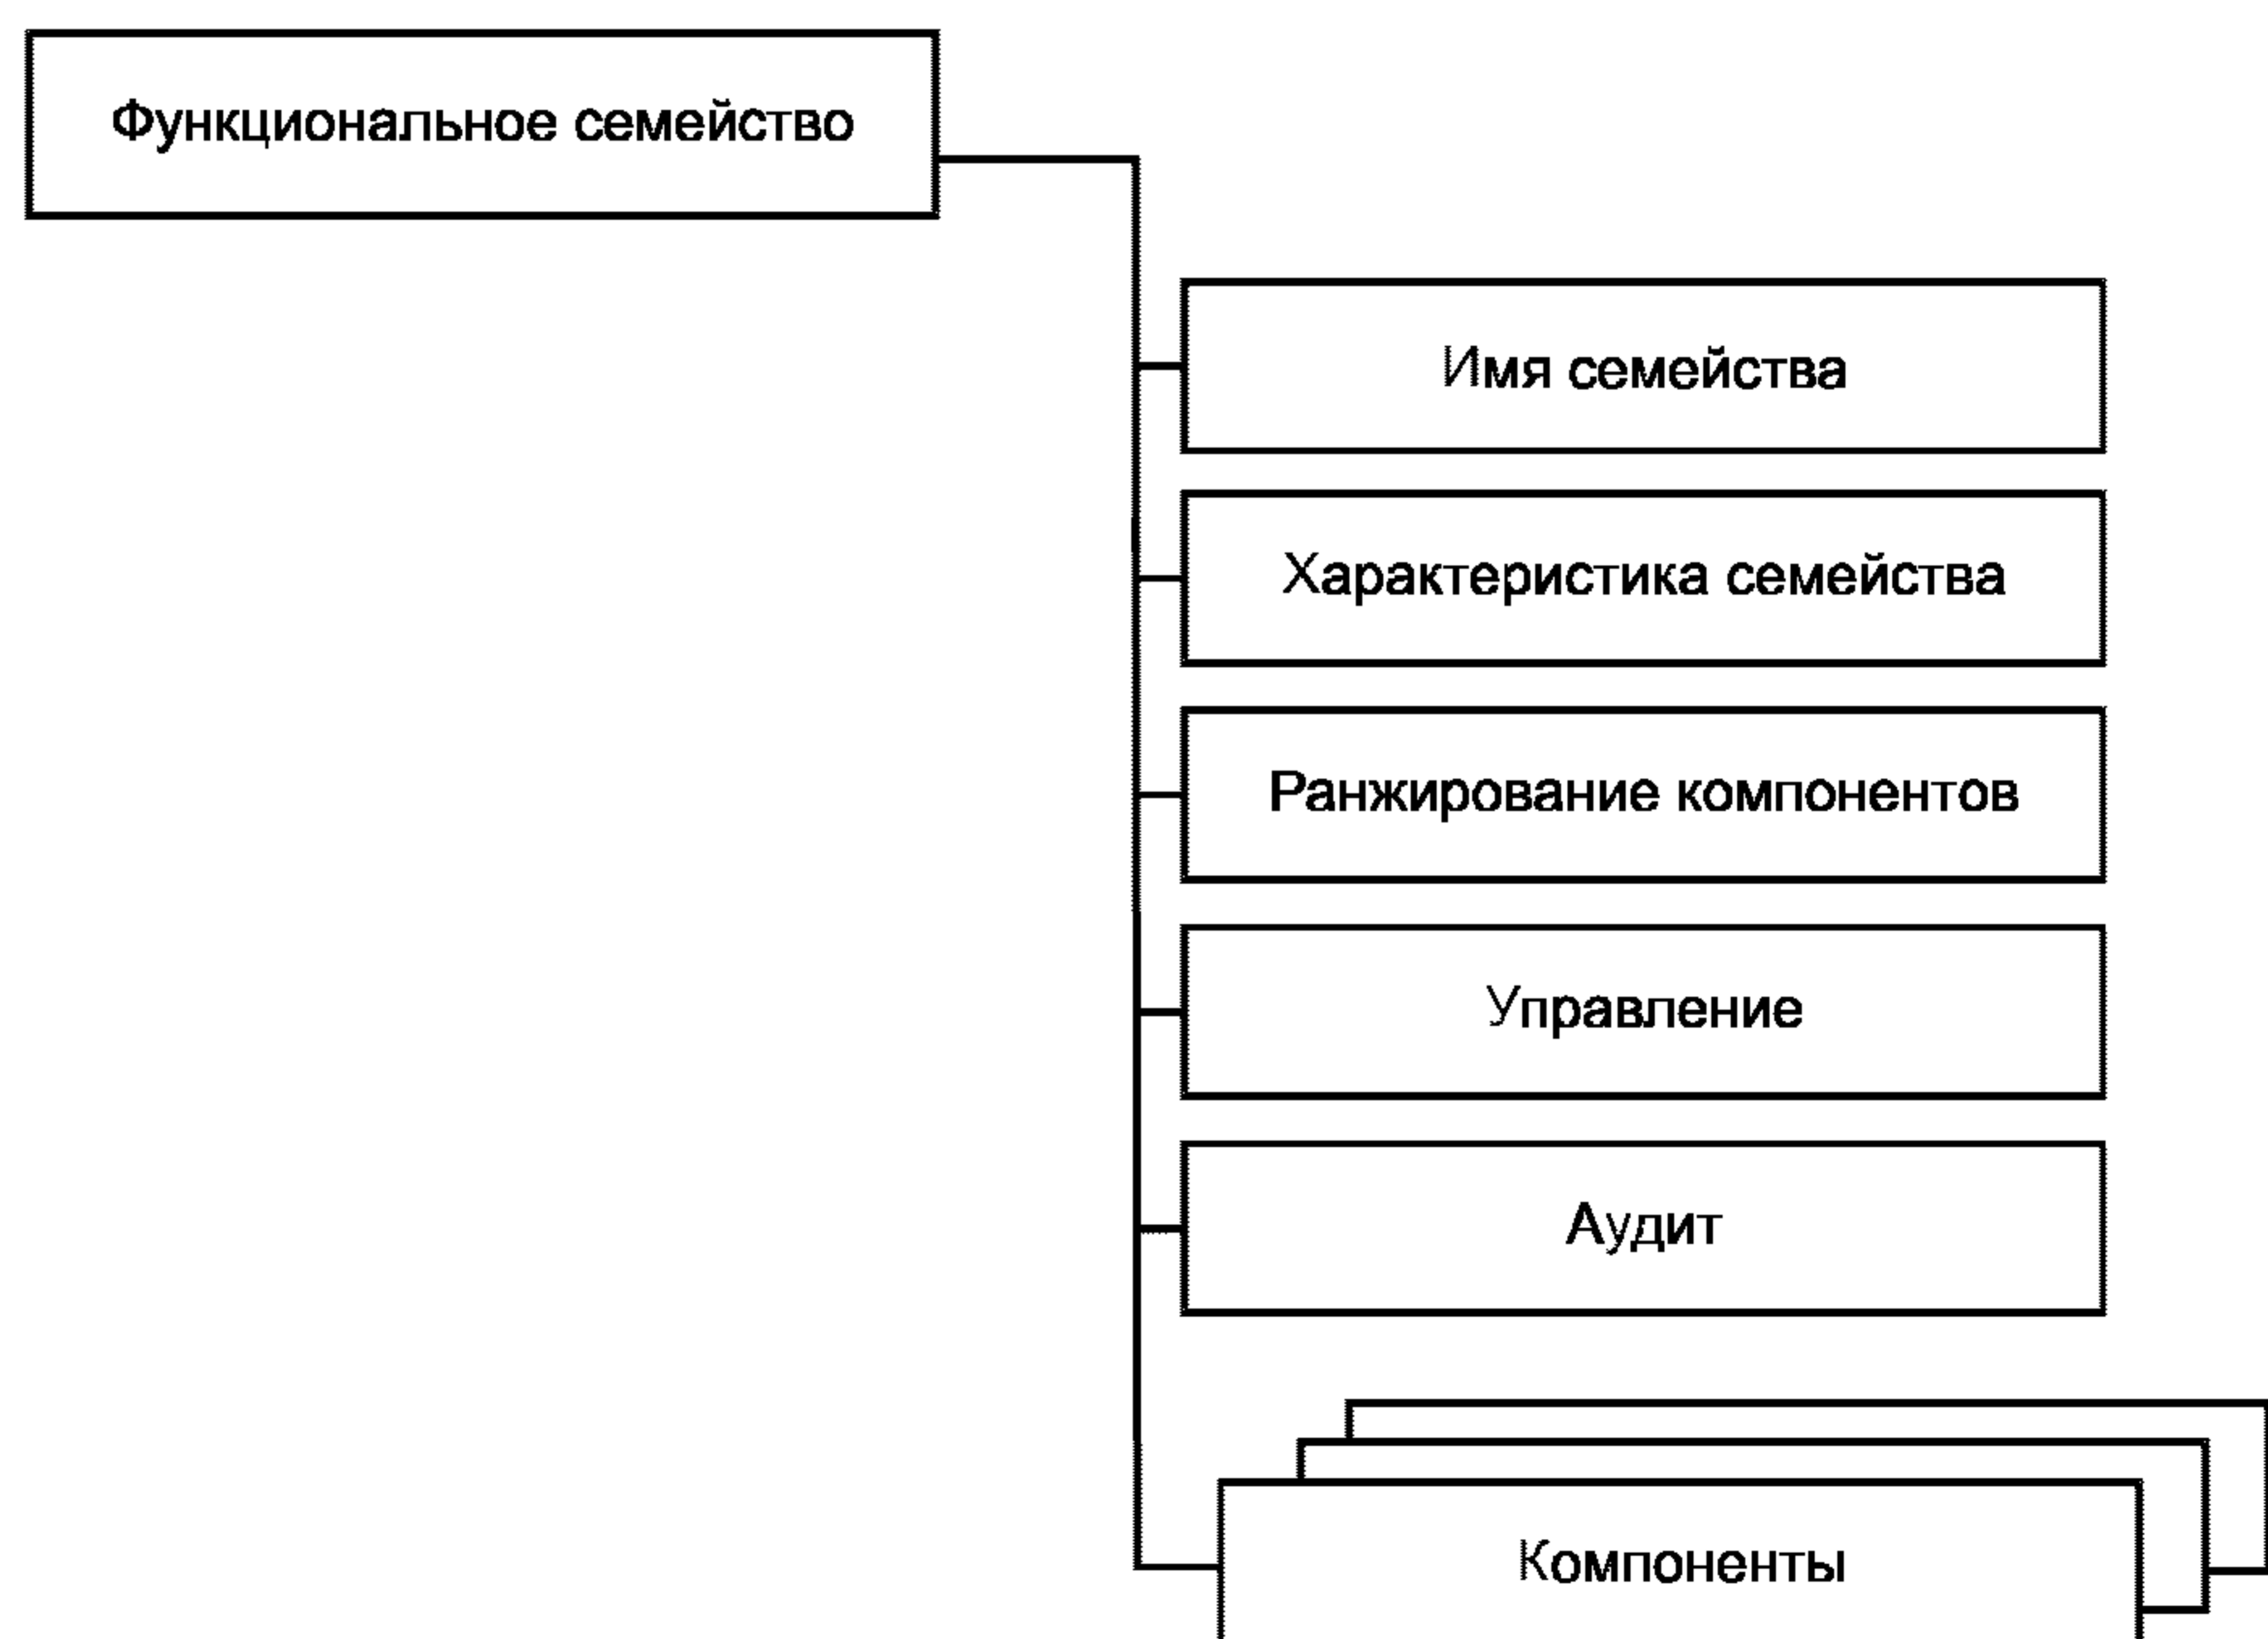 Функциональное семейство
Имя семейства
Характеристика семейства
Ранжирование компонентов
Управление
Аудит
Компоненты